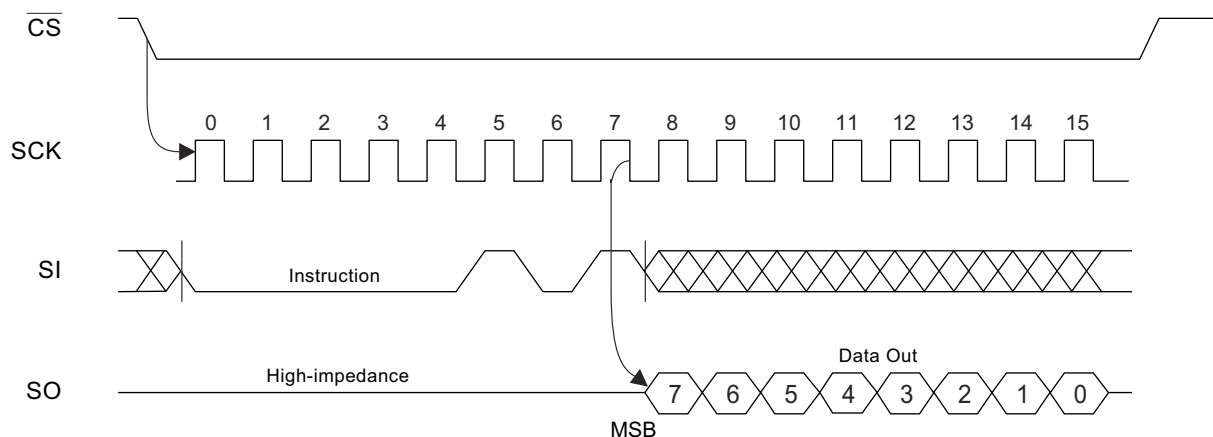 CS
0 1 2 3 4 5 6 7 8 9 10 11 12 13 14 15
SCK
SI
Instruction
Data Out
High-impedance
SO
7 6 5 4 3 2 1 0
MSB